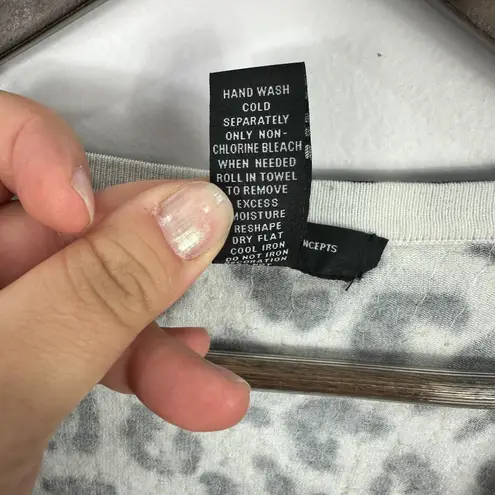 HAND WASH
COLD
SEPARATELY
ONLY NON-
CHLORINE BLEACH
WHEN NEEDED
ROLL IN TOWEL
TO REMOVE
EXCESS
MOISTURE
RESHAPE
DRY FLAT
COOL IRON
DO NOT IRON
NCEPTS